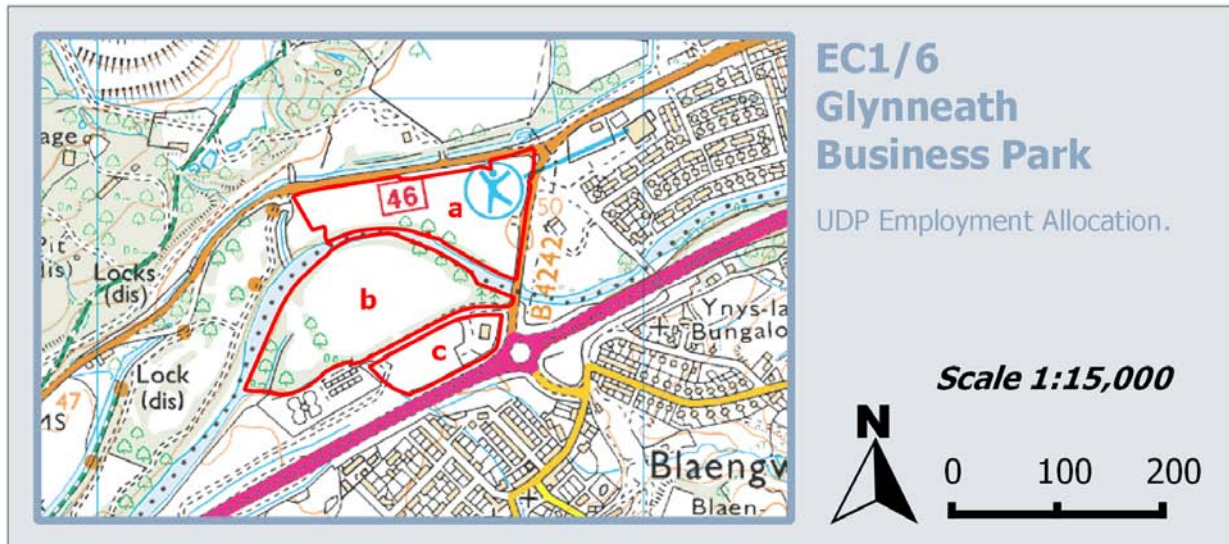 EC1/6
Glynneath
Business Park
UDP Employment Allocation.
Scale 1:15,000
N
0 100 200
age
46
a
50
B 4242
Pit
(dis)
Locks
(dis)
b
Ynys-la
Bungalo
c
Lock
(dis)
47
MS
Blaengw
Blaen-